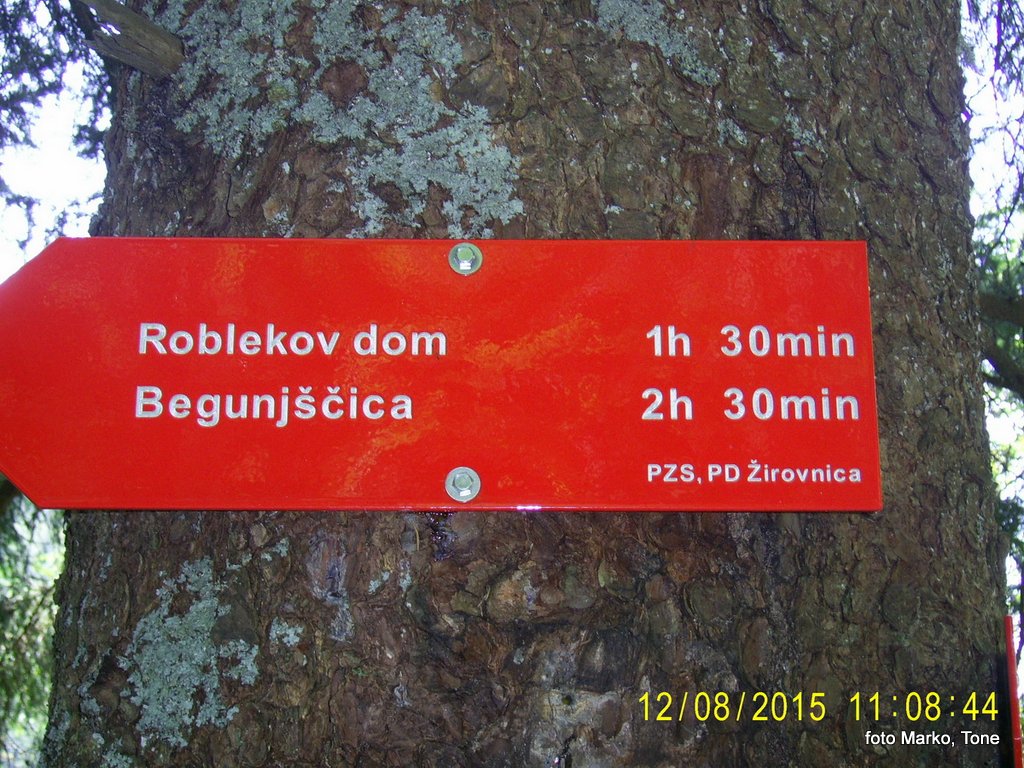 Roblekov dom 1h 30min
Begunjščica 2h 30min
PZS, PD Žirovnica
12/08/2015 11:08:44
foto Marko, Tone